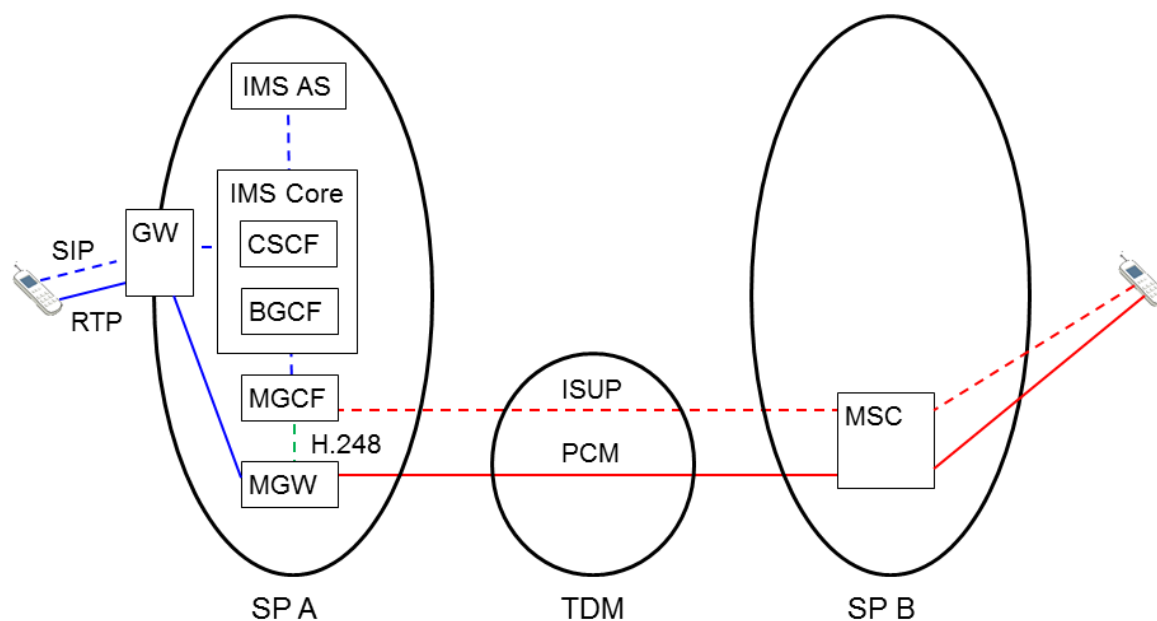 IMS AS
IMS Core
GW
CSCF
SIP
BGCF
RTP
MGCF
ISUP
MSC
H.248
PCM
MGW
SP A
TDM
SP B